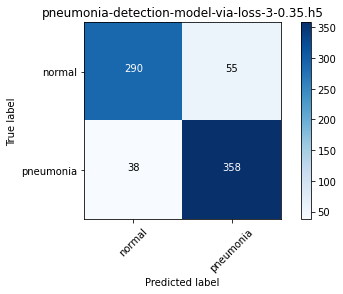 pneumonia-detection-model-via-loss-3-0.35.h5
True label
normal
290
55
pneumonia
38
358
normal
pneumonia
Predicted label
350
300
250
200
150
100
50